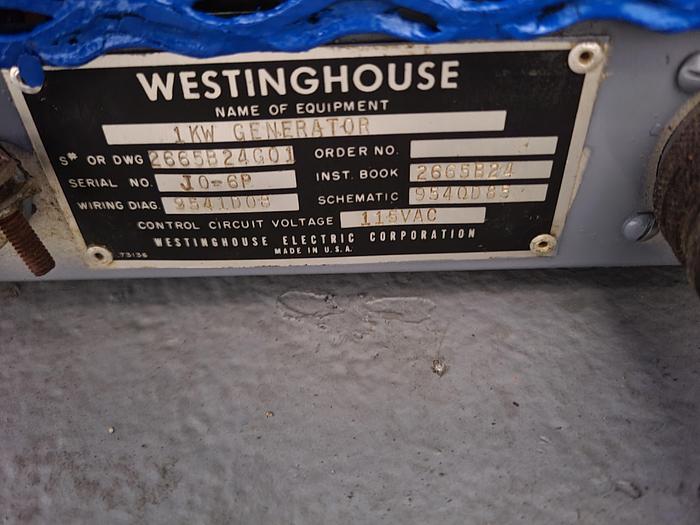 WESTINGHOUSE
NAME OF EQUIPMENT
1KW GENERATOR
S# OR DWG 2665B24G01 ORDER NO.
SERIAL NO. JO-6P INST. BOOK 2665B24
WIRING DIAG. 9541D08 SCHEMATIC 9540D85
CONTROL CIRCUIT VOLTAGE 115VAC
WESTINGHOUSE ELECTRIC CORPORATION
MADE IN U.S.A.
73136